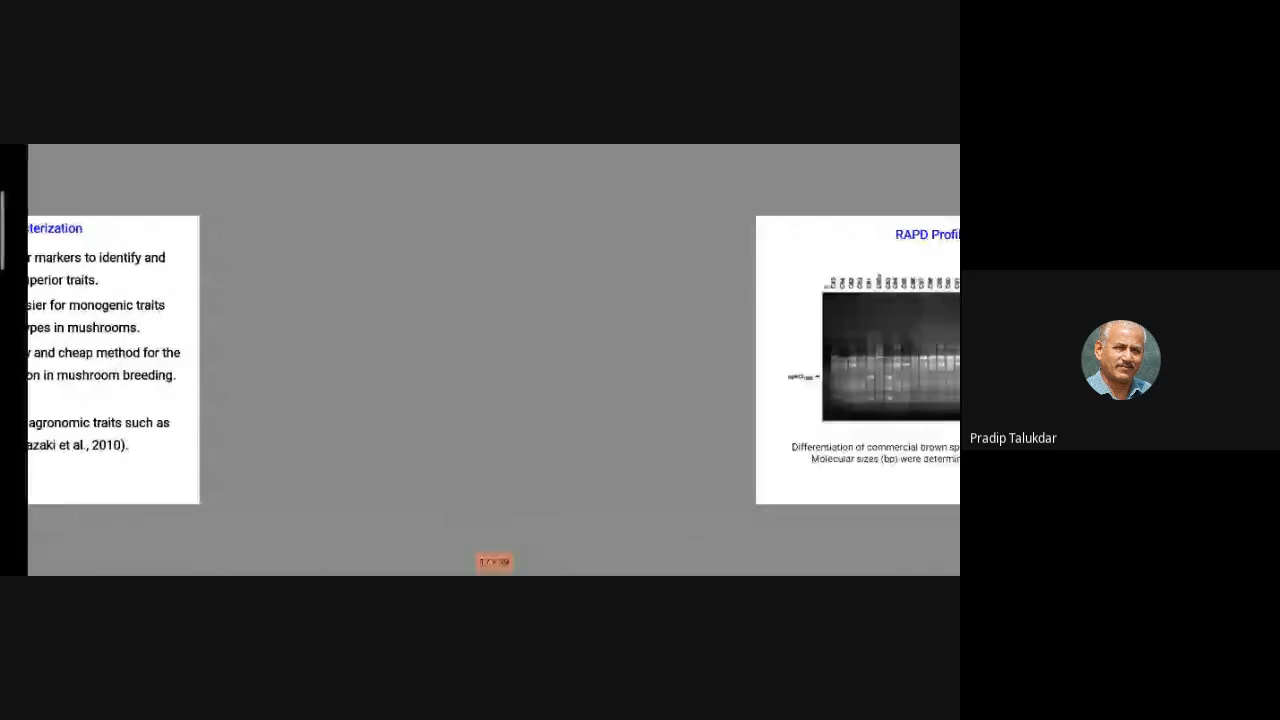 terization
r markers to identify and
perior traits.
sier for monogenic traits
ypes in mushrooms.
y and cheap method for the
on in mushroom breeding.
agronomic traits such as
azaki et al., 2010).
RAPD Profi
Differentiation of commercial brown sp
Molecular sizes (bp) were determin
Pradip Talukdar